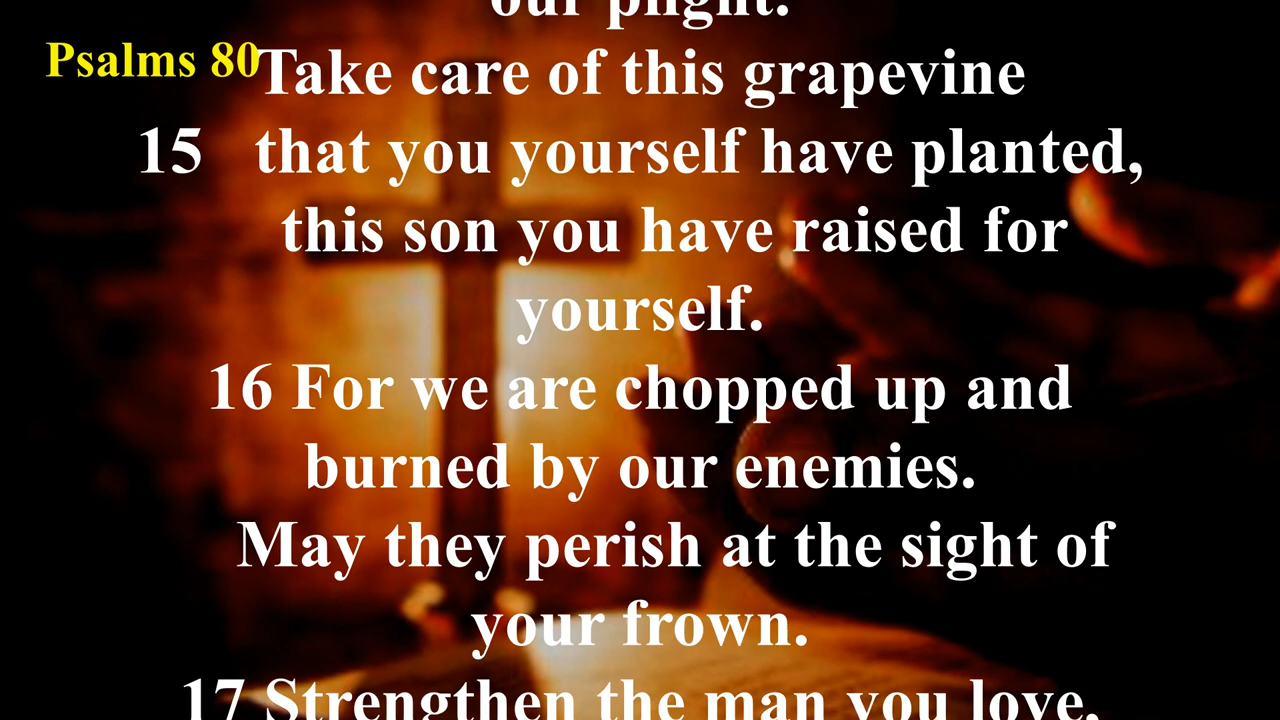 our plight.
Psalms 80
Take care of this grapevine
15 that you yourself have planted,
this son you have raised for
yourself.
16 For we are chopped up and
burned by our enemies.
May they perish at the sight of
your frown.
17 Strengthen the man you love,